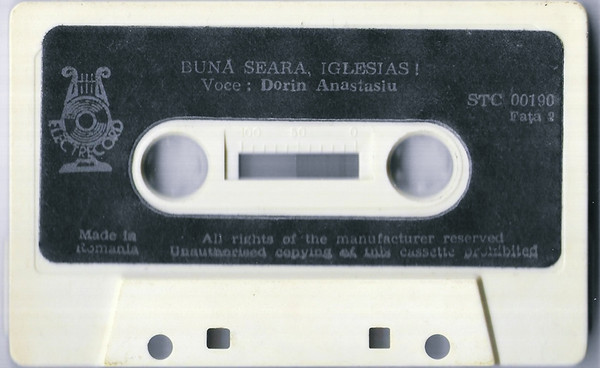 BUNĂ SEARA, IGLESIAS!
Voce : Dorin Anastasiu
STC 00190
Fața 2
ELECTRECORD
100 50 0
Made in
Romania
All rights of the manufacturer reserved
Unauthorised copying of this cassette prohibited